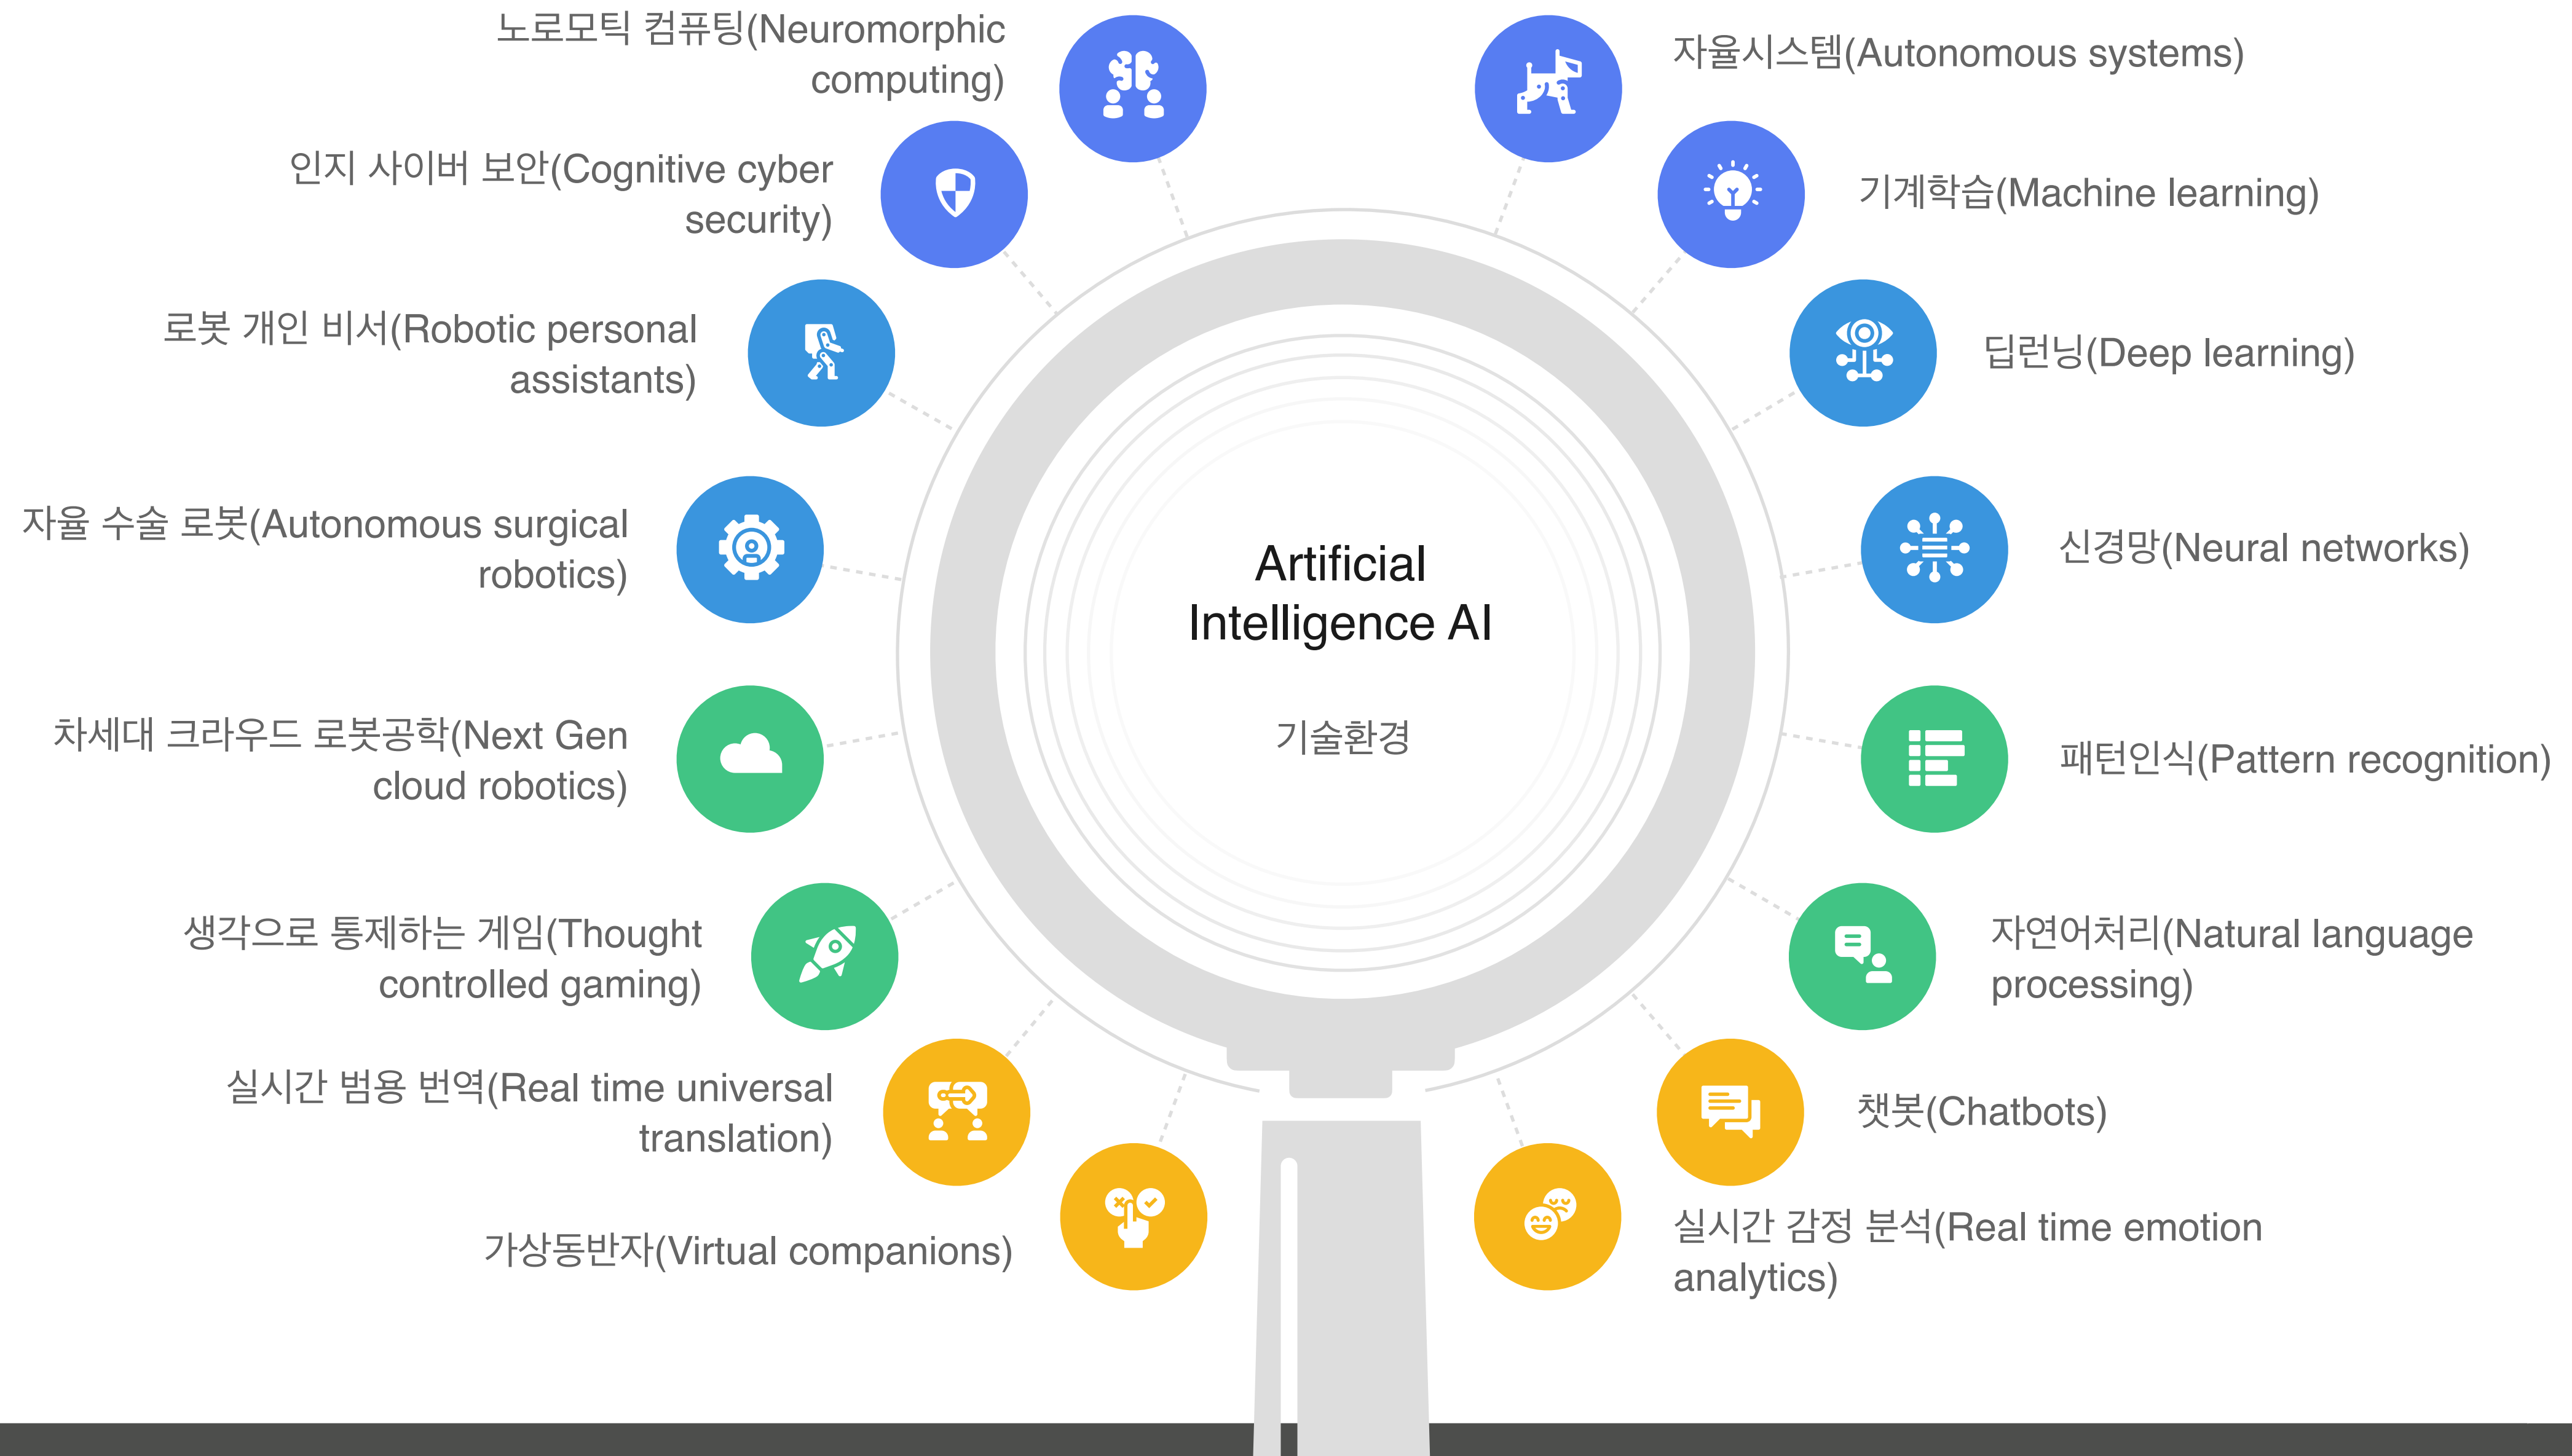 노로모틱 컴퓨팅(Neuromorphic
computing)
인지 사이버 보안(Cognitive cyber
security)
로봇 개인 비서(Robotic personal
assistants)
자율 수술 로봇(Autonomous surgical
robotics)
차세대 크라우드 로봇공학(Next Gen
cloud robotics)
생각으로 통제하는 게임(Thought
controlled gaming)
실시간 범용 번역(Real time universal
translation)
가상동반자(Virtual companions)
Artificial
Intelligence AI
기술환경
자율시스템(Autonomous systems)
기계학습(Machine learning)
딥런닝(Deep learning)
신경망(Neural networks)
패턴인식(Pattern recognition)
자연어처리(Natural language
processing)
챗봇(Chatbots)
실시간 감정 분석(Real time emotion
analytics)